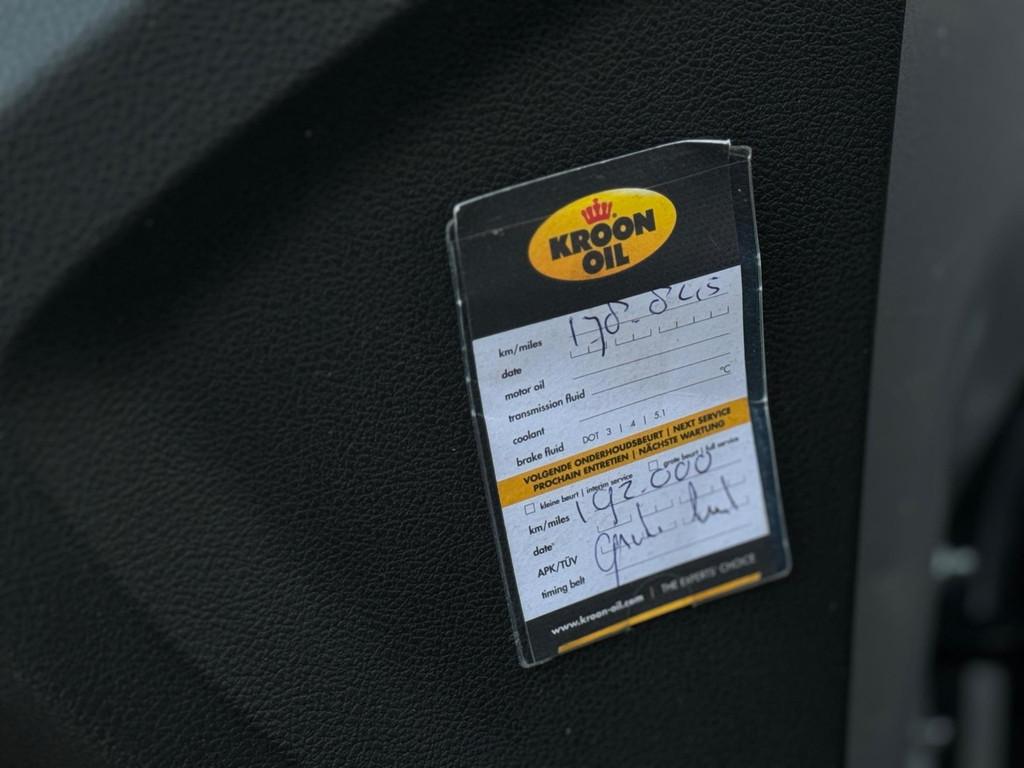 KROON
OIL
km/miles 178.845
date
motor oil
transmission fluid °C
coolant
brake fluid DOT 3 | 4 | 5.1
VOLGENDE ONDERHOUDSBEURT | NEXT SERVICE
PROCHAIN ENTRETIEN | NÄCHSTE WARTUNG
kleine beurt | interim service grote beurt | full service
km/miles 192.000
date
APK/TÜV
timing belt
www.kroon-oil.com | THE EXPERTS' CHOICE